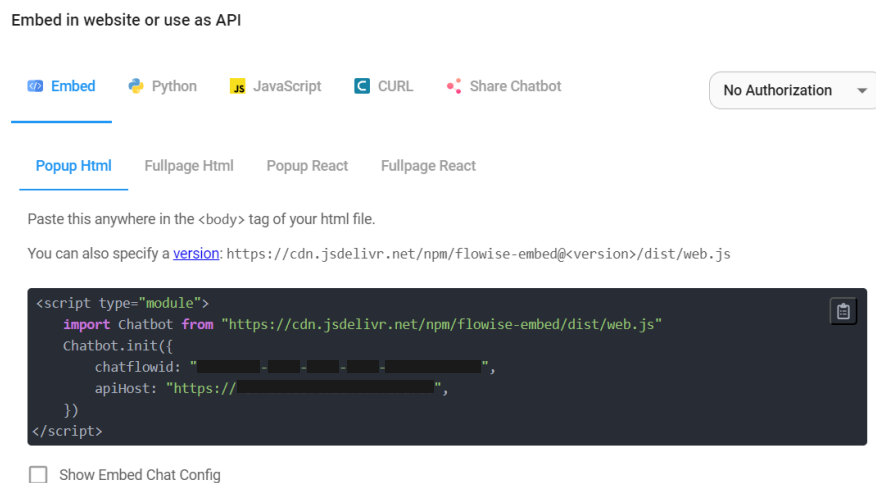 Embed in website or use as API
Embed Python JS JavaScript C CURL Share Chatbot No Authorization
Popup Html Fullpage Html Popup React Fullpage React
Paste this anywhere in the <body> tag of your html file.
You can also specify a version: https://cdn.jsdelivr.net/npm/flowise-embed@<version>/dist/web.js
<script type="module">
import Chatbot from "https://cdn.jsdelivr.net/npm/flowise-embed/dist/web.js"
Chatbot.init({
chatflowid: "- - - -",
apiHost: "https://",
})
</script>
Show Embed Chat Config